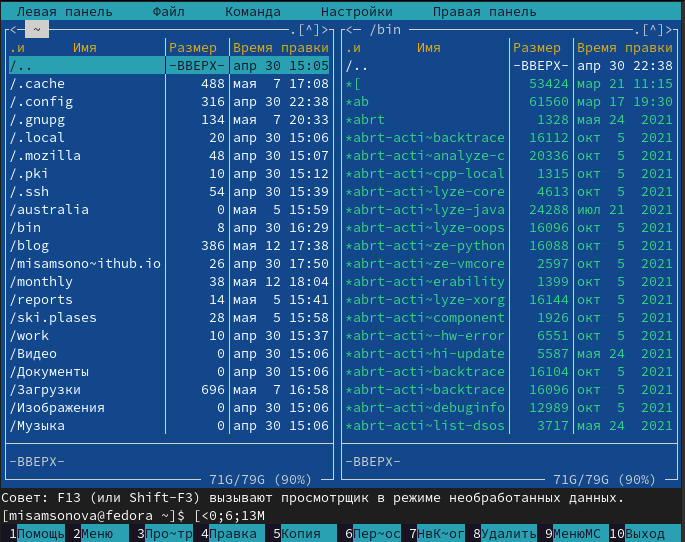 Левая панель Файл Команда Настройки Правая панель
<─ ~ .[^]>
.и Имя Размер Время правки
/.. -ВВЕРХ- апр 30 15:05
/.cache 488 мая 7 17:08
/.config 316 апр 30 22:38
/.gnupg 134 мая 7 20:33
/.local 20 апр 30 15:06
/.mozilla 48 апр 30 15:07
/.pki 10 апр 30 15:12
/.ssh 54 апр 30 15:39
/australia 0 мая 5 15:59
/bin 8 апр 30 16:29
/blog 386 мая 12 17:38
/misamsono~ithub.io 26 апр 30 17:50
/monthly 38 мая 12 18:04
/reports 14 мая 5 15:41
/ski.plases 28 мая 5 15:58
/work 10 апр 30 15:37
/Видео 0 апр 30 15:06
/Документы 0 апр 30 15:06
/Загрузки 696 мая 7 16:58
/Изображения 0 апр 30 15:06
/Музыка 0 апр 30 15:06
-ВВЕРХ-
71G/79G (90%)
<─ /bin .[^]>
.и Имя Размер Время правки
/.. -ВВЕРХ- апр 30 22:38
*[ 53424 мар 21 11:15
*ab 61560 мар 17 19:30
*abrt 1328 мая 24 2021
*abrt-acti~backtrace 16112 окт 5 2021
*abrt-acti~analyze-c 20336 окт 5 2021
*abrt-acti~cpp-local 1315 окт 5 2021
*abrt-acti~lyze-core 4613 окт 5 2021
*abrt-acti~lyze-java 24288 июл 21 2021
*abrt-acti~lyze-oops 16096 окт 5 2021
*abrt-acti~ze-python 16088 окт 5 2021
*abrt-acti~ze-vmcore 2597 окт 5 2021
*abrt-acti~erability 1399 окт 5 2021
*abrt-acti~lyze-xorg 16144 окт 5 2021
*abrt-acti~component 1926 окт 5 2021
*abrt-acti~-hw-error 6551 окт 5 2021
*abrt-acti~hi-update 5587 мая 24 2021
*abrt-acti~backtrace 16104 окт 5 2021
*abrt-acti~backtrace 16096 окт 5 2021
*abrt-acti~debuginfo 12989 окт 5 2021
*abrt-acti~list-dsos 3717 мая 24 2021
-ВВЕРХ-
71G/79G (90%)
Совет: F13 (или Shift-F3) вызывают просмотрщик в режиме необработанных данных.
[misamsonova@fedora ~]$ [<0;6;13M
1Помощь 2Меню 3Про~тр 4Правка 5Копия 6Пер~ос 7НвК~ог 8Удалить 9МенюMC 10Выход